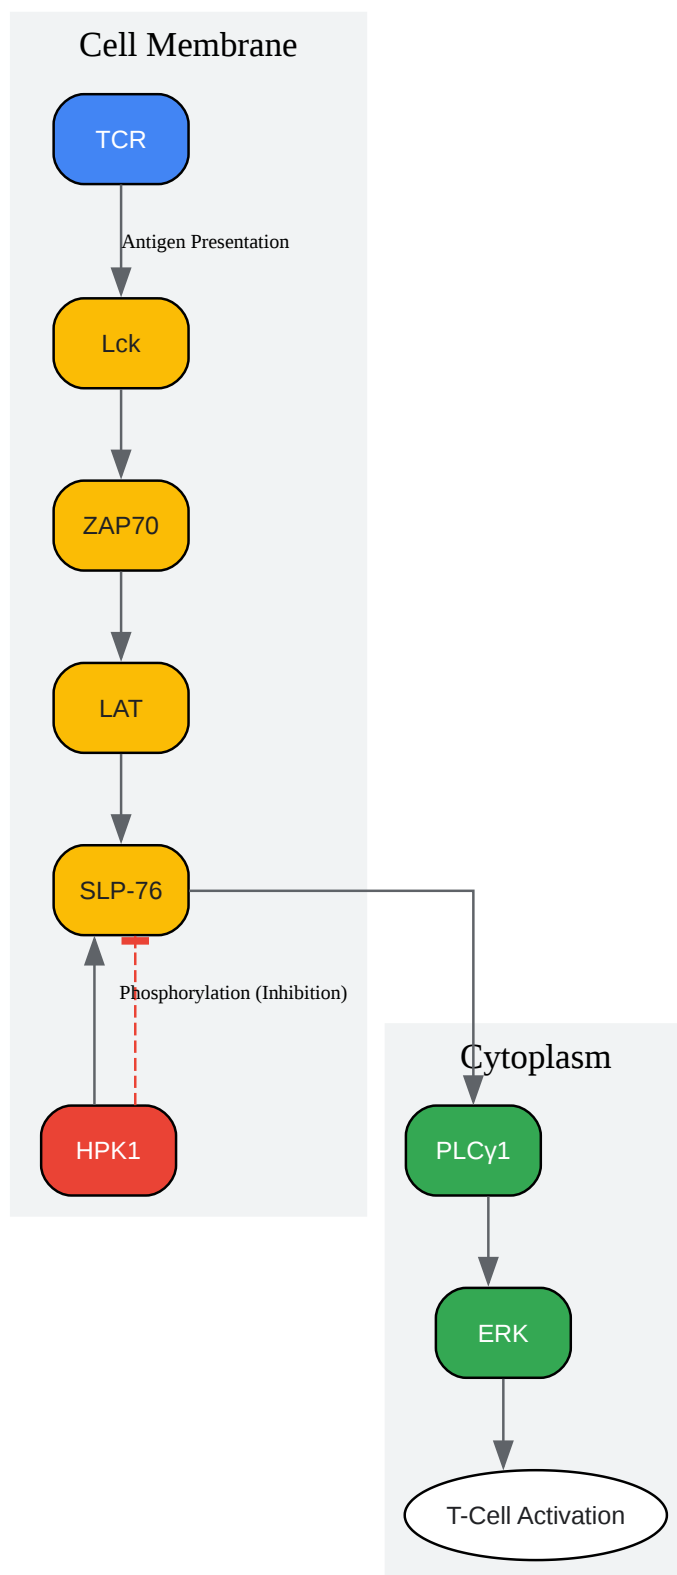 Cell Membrane
TCR
Antigen Presentation
Lck
ZAP70
LAT
SLP-76
Phosphorylation (Inhibition)
HPK1
Cytoplasm
PLCγ1
ERK
T-Cell Activation